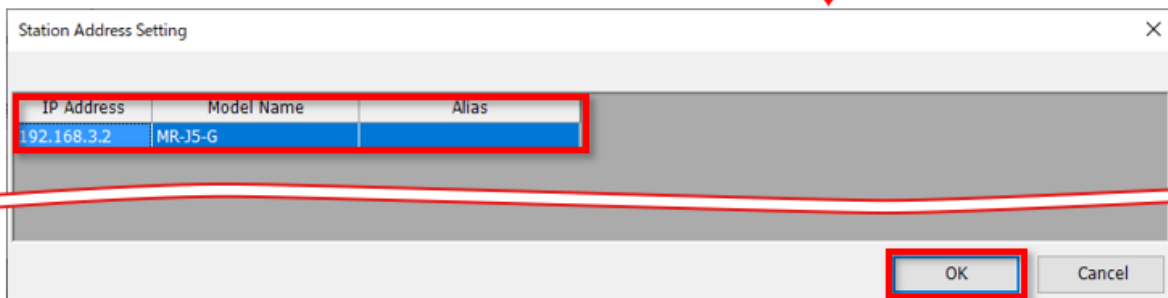 Station Address Setting
IP Address Model Name Alias
192.168.3.2 MR-J5-G
OK Cancel